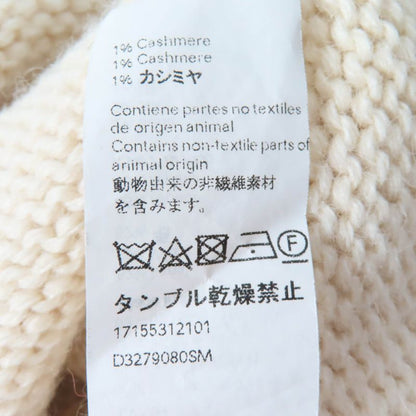 1% Cashmere
1% Cashmere
1% カシミヤ
Contiene partes no textiles
de origen animal
Contains non-textile parts of
animal origin
動物由来の非繊維素材
を含みます。
F
タンブル乾燥禁止
17155312101
D3279080SM